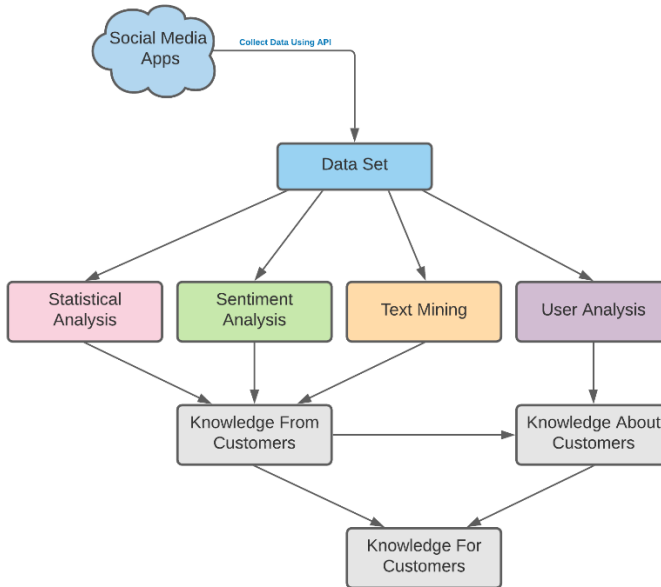 Social Media
Apps
Collect Data Using API
Data Set
Statistical
Analysis
Sentiment
Analysis
Text Mining
User Analysis
Knowledge From
Customers
Knowledge About
Customers
Knowledge For
Customers